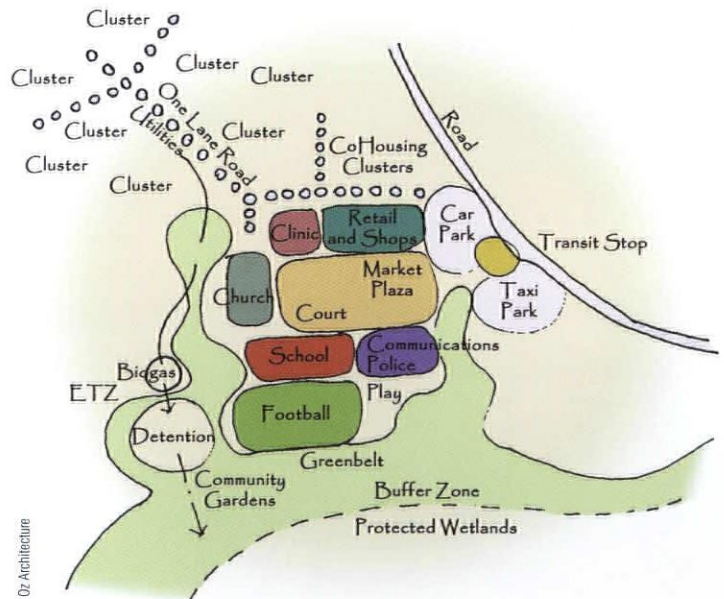 Cluster
Cluster
Cluster
Cluster
Cluster
Cluster
Cluster
Cluster
One Lane Road
Utilities
CoHousing
Clusters
Road
Clinic
Retail
and Shops
Car
Park
Transit Stop
Church
Market
Plaza
Court
Taxi
Park
School
Communications
Police
Biogas
ETZ
Play
Football
Detention
Greenbelt
Community
Gardens
Buffer Zone
Protected Wetlands
Oz Architecture